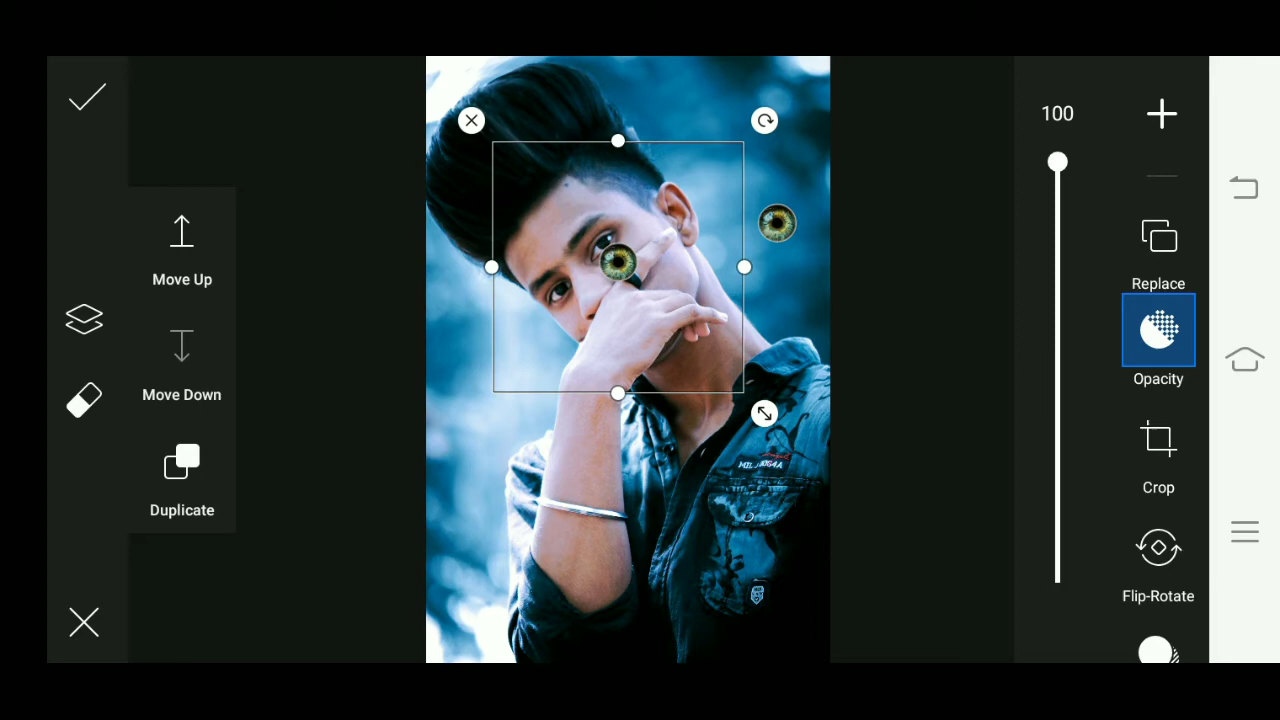 100
Move Up
Replace
Opacity
Move Down
Crop
Duplicate
Flip-Rotate